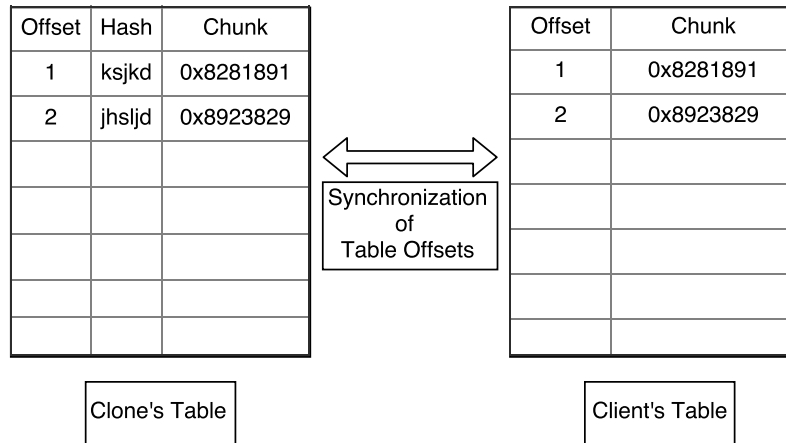 Offset Hash Chunk
1 ksjkd 0x8281891
2 jhsljd 0x8923829
Synchronization
of
Table Offsets
Offset Chunk
1 0x8281891
2 0x8923829
Clone's Table
Client's Table